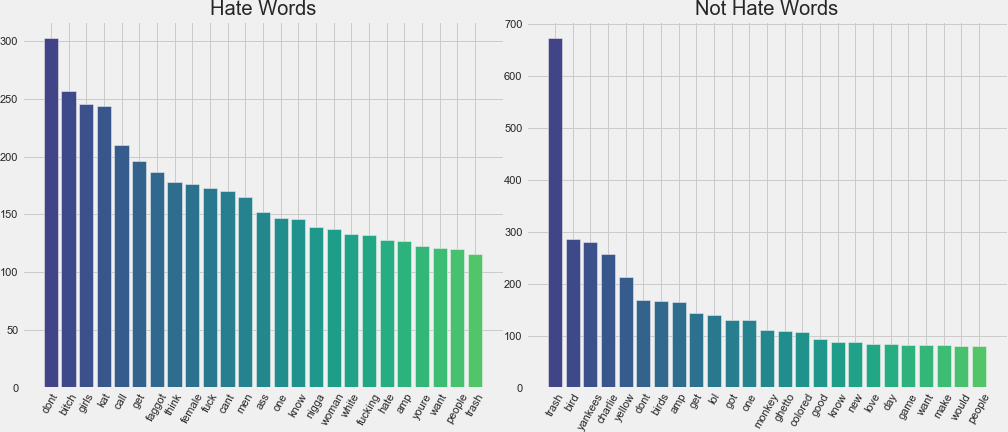 Hate Words
300
250
200
150
100
50
0
dont
bitch
girls
kat
call
get
faggot
think
female
fuck
cant
men
ass
one
know
nigga
woman
white
fucking
hate
amp
youre
want
people
trash
Not Hate Words
700
600
500
400
300
200
100
0
trash
bird
yankees
charlie
yellow
dont
birds
amp
get
lol
got
one
monkey
ghetto
colored
good
know
new
love
day
game
want
make
would
people